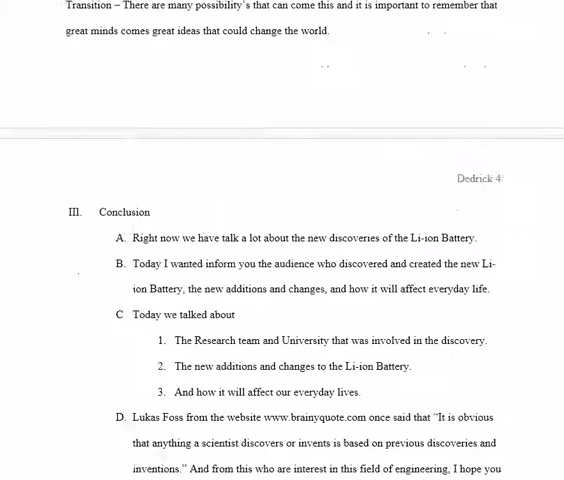 Transition – There are many possibility's that can come this and it is important to remember that
great minds comes great ideas that could change the world.
Dedrick 4
III. Conclusion
A. Right now we have talk a lot about the new discoveries of the Li-ion Battery.
B. Today I wanted inform you the audience who discovered and created the new Li-
ion Battery, the new additions and changes, and how it will affect everyday life.
C Today we talked about
1. The Research team and University that was involved in the discovery.
2. The new additions and changes to the Li-ion Battery.
3. And how it will affect our everyday lives.
D. Lukas Foss from the website www.brainyquote.com once said that "It is obvious
that anything a scientist discovers or invents is based on previous discoveries and
inventions." And from this who are interest in this field of engineering, I hope you